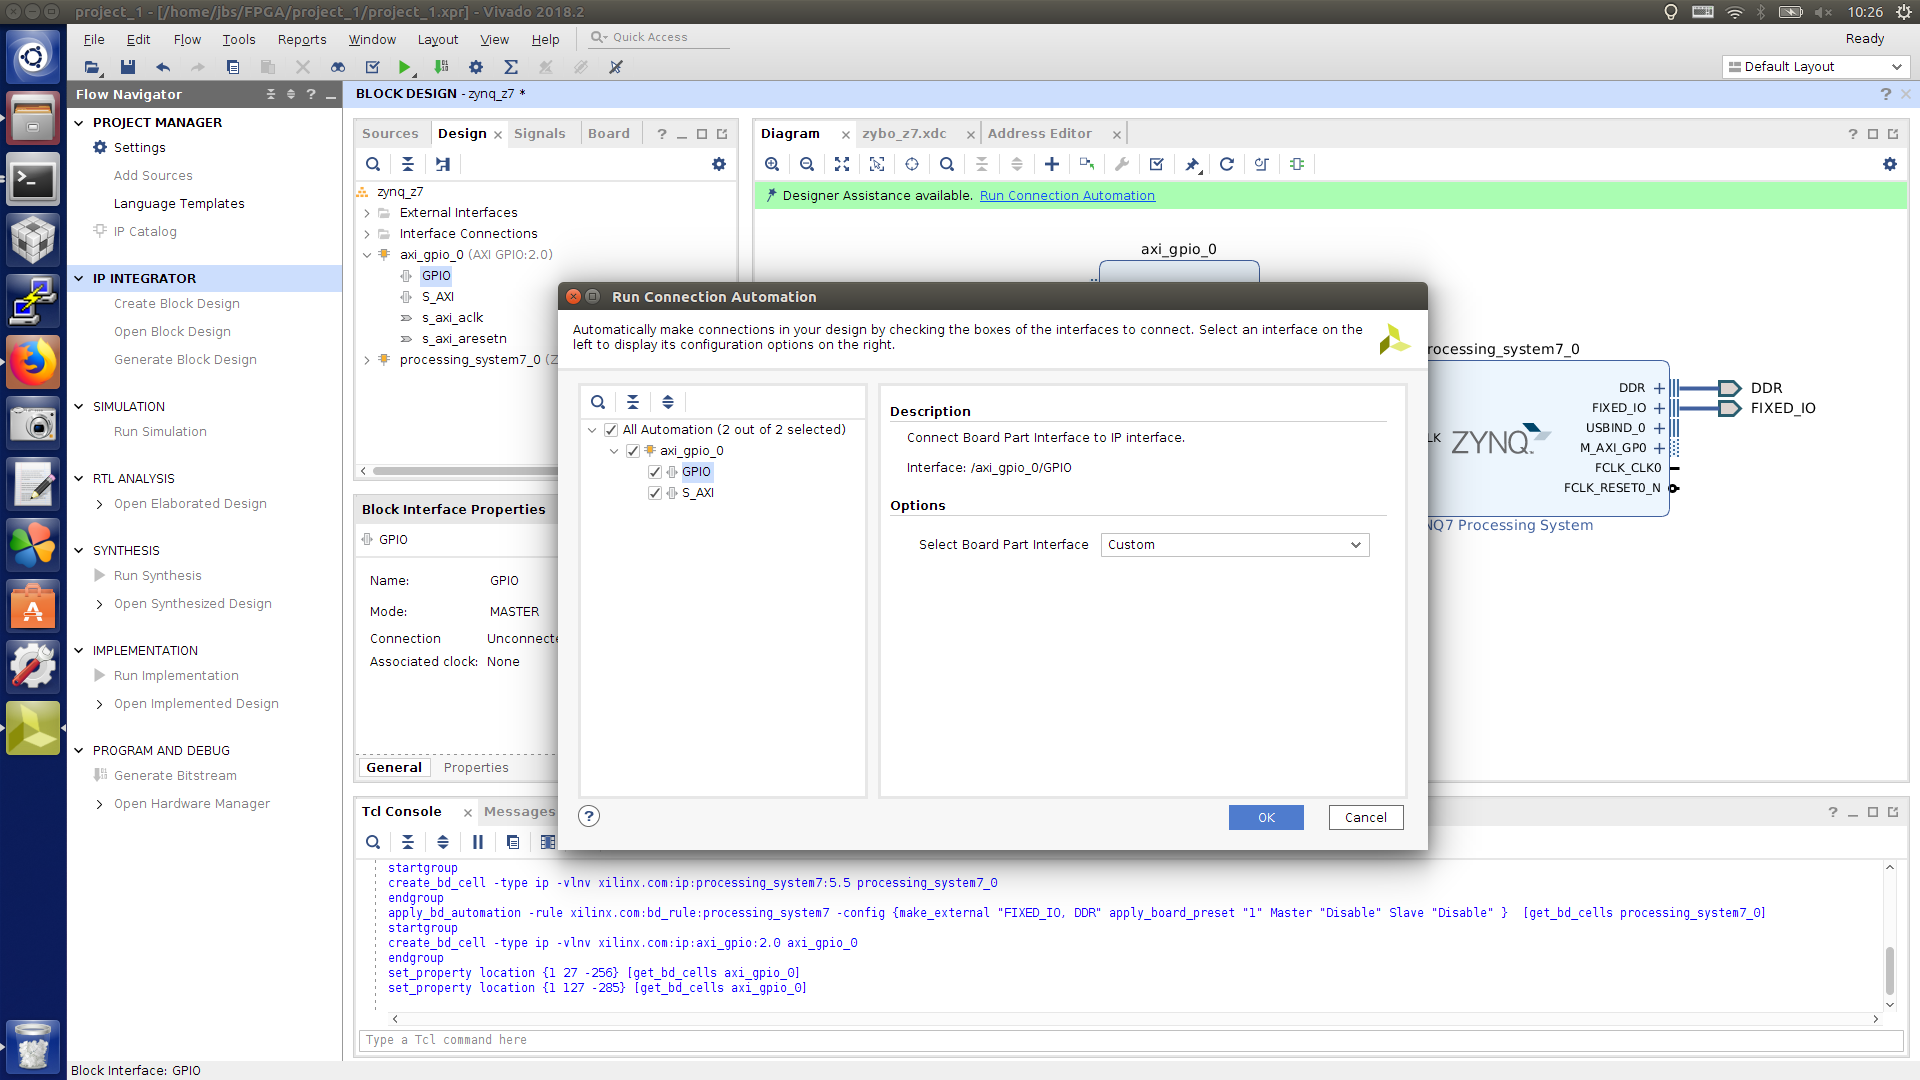 project_1 - [/home/jbs/FPGA/project_1/project_1.xpr] - Vivado 2018.2
10:26
File Edit Flow Tools Reports Window Layout View Help
Quick Access
Ready
Default Layout
Flow Navigator
PROJECT MANAGER
Settings
Add Sources
Language Templates
IP Catalog
IP INTEGRATOR
Create Block Design
Open Block Design
Generate Block Design
SIMULATION
Run Simulation
RTL ANALYSIS
Open Elaborated Design
SYNTHESIS
Run Synthesis
Open Synthesized Design
IMPLEMENTATION
Run Implementation
Open Implemented Design
PROGRAM AND DEBUG
Generate Bitstream
Open Hardware Manager
BLOCK DESIGN - zynq_z7 *
Sources Design Signals Board
zynq_z7
External Interfaces
Interface Connections
axi_gpio_0 (AXI GPIO:2.0)
GPIO
S_AXI
s_axi_aclk
s_axi_aresetn
processing_system7_0 (Z
Block Interface Properties
GPIO
Name: GPIO
Mode: MASTER
Connection Unconnecte
Associated clock: None
General Properties
Diagram zybo_z7.xdc Address Editor
Designer Assistance available. Run Connection Automation
axi_gpio_0
rocessing_system7_0
DDR
FIXED_IO
USBIND_0
M_AXI_GP0
FCLK_CLK0
FCLK_RESET0_N
LK
ZYNQ
DDR
FIXED_IO
NQ7 Processing System
Run Connection Automation
Automatically make connections in your design by checking the boxes of the interfaces to connect. Select an interface on the
left to display its configuration options on the right.
All Automation (2 out of 2 selected)
axi_gpio_0
GPIO
S_AXI
Description
Connect Board Part Interface to IP interface.
Interface: /axi_gpio_0/GPIO
Options
Select Board Part Interface Custom
OK Cancel
Tcl Console Messages
startgroup
create_bd_cell -type ip -vlnv xilinx.com:ip:processing_system7:5.5 processing_system7_0
endgroup
apply_bd_automation -rule xilinx.com:bd_rule:processing_system7 -config {make_external "FIXED_IO, DDR" apply_board_preset "1" Master "Disable" Slave "Disable" }  [get_bd_cells processing_system7_0]
startgroup
create_bd_cell -type ip -vlnv xilinx.com:ip:axi_gpio:2.0 axi_gpio_0
endgroup
set_property location {1 27 -256} [get_bd_cells axi_gpio_0]
set_property location {1 127 -285} [get_bd_cells axi_gpio_0]
Type a Tcl command here
Block Interface: GPIO